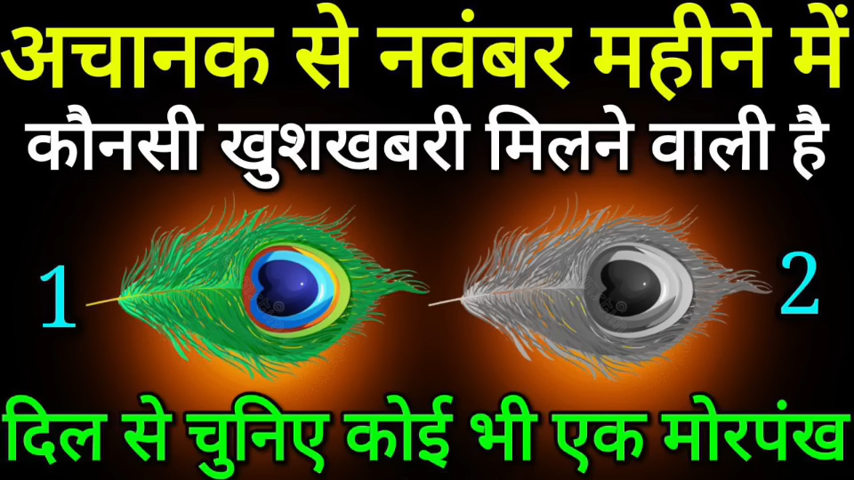 अचानक से नवंबर महीने में
कौनसी खुशखबरी मिलने वाली है
1
2
दिल से चुनिए कोई भी एक मोरपंख